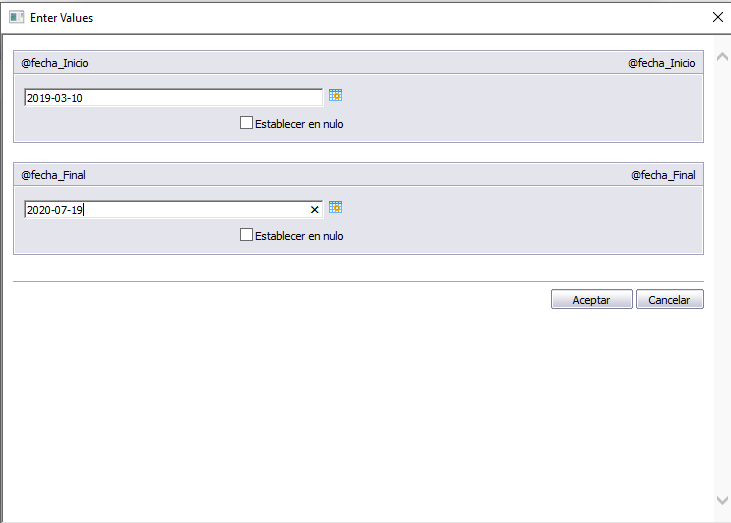 Enter Values
@fecha_Inicio @fecha_Inicio
2019-03-10
Establecer en nulo
@fecha_Final @fecha_Final
2020-07-19
Establecer en nulo
Aceptar Cancelar